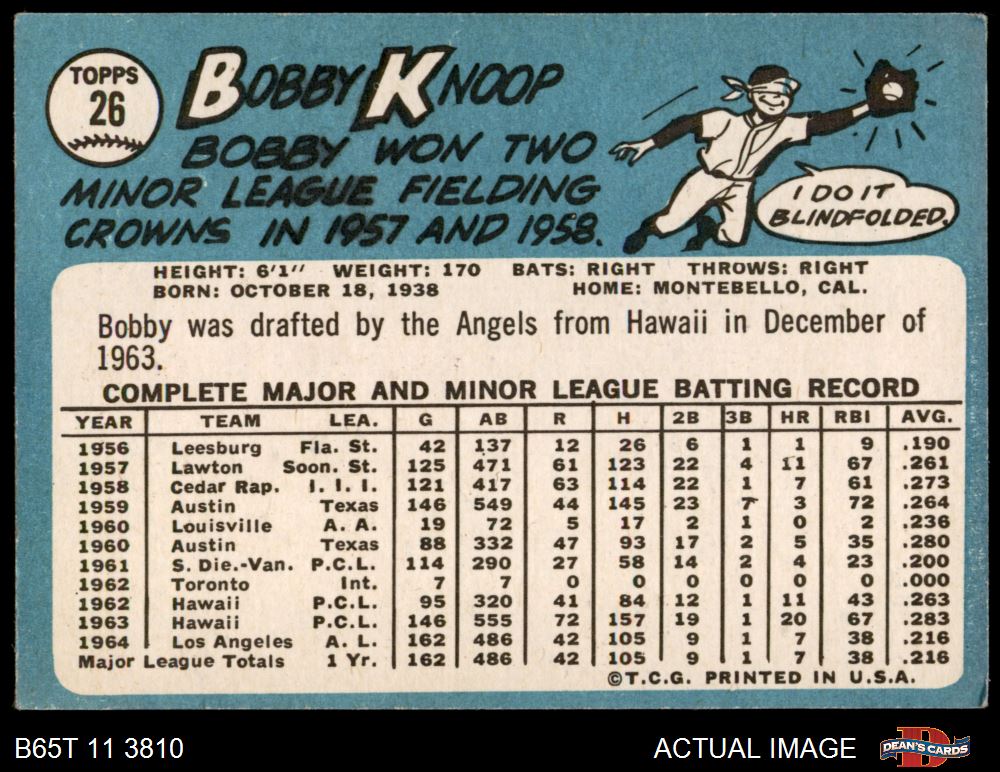 TOPPS
26
BOBBY KNOOP
BOBBY WON TWO
MINOR LEAGUE FIELDING
CROWNS IN 1957 AND 1958.
I DO IT
BLINDFOLDED.
HEIGHT: 6'1" WEIGHT: 170 BATS: RIGHT THROWS: RIGHT
BORN: OCTOBER 18, 1938 HOME: MONTEBELLO, CAL.
Bobby was drafted by the Angels from Hawaii in December of
1963.
COMPLETE MAJOR AND MINOR LEAGUE BATTING RECORD
YEAR TEAM LEA. G AB R H 2B 3B HR RBI AVG.
1956 Leesburg Fla. St. 42 137 12 26 6 1 1 9 .190
1957 Lawton Soon. St. 125 471 61 123 22 4 11 67 .261
1958 Cedar Rap. I. I. I. 121 417 63 114 22 1 7 61 .273
1959 Austin Texas 146 549 44 145 23 7 3 72 .264
1960 Louisville A. A. 19 72 5 17 2 1 0 2 .236
1960 Austin Texas 88 332 47 93 17 2 5 35 .280
1961 S. Die.-Van. P.C.L. 114 290 27 58 14 2 4 23 .200
1962 Toronto Int. 7 7 0 0 0 0 0 0 .000
1962 Hawaii P.C.L. 95 320 41 84 12 1 11 43 .263
1963 Hawaii P.C.L. 146 555 72 157 19 1 20 67 .283
1964 Los Angeles A. L. 162 486 42 105 9 1 7 38 .216
Major League Totals 1 Yr. 162 486 42 105 9 1 7 38 .216
©T.C.G. PRINTED IN U.S.A.
B65T 11 3810 ACTUAL IMAGE
D
DEAN'S CARDS